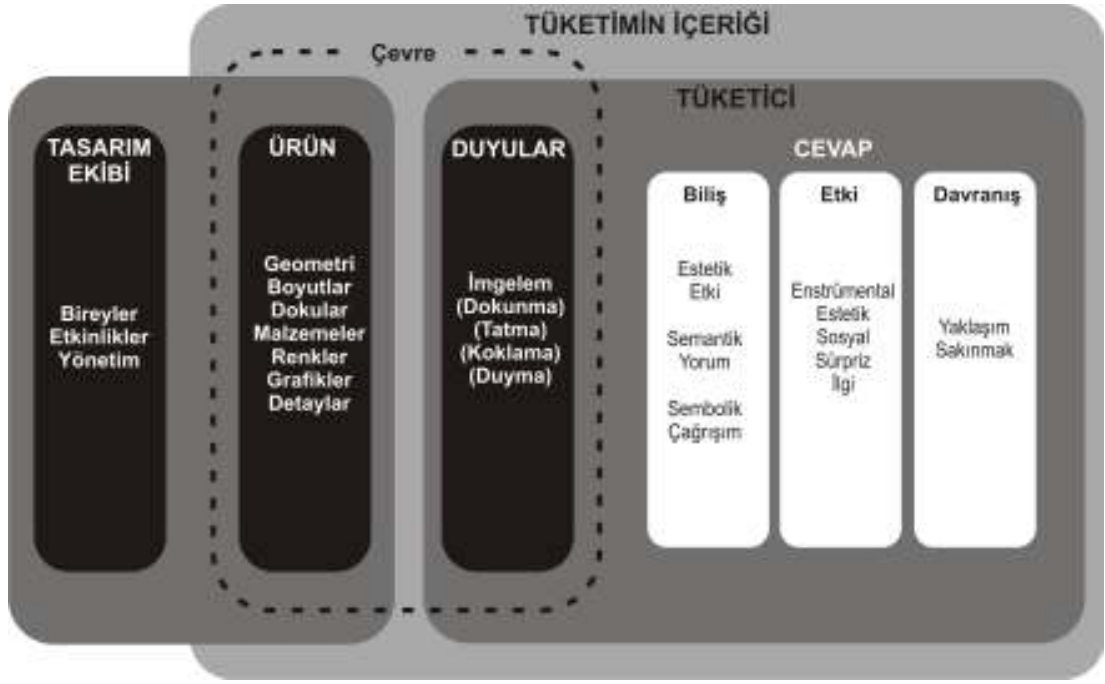 TÜKETİMİN İÇERİĞİ
Çevre
TÜKETİCİ
TASARIM
EKİBİ
Bireyler
Etkinlikler
Yönetim
ÜRÜN
Geometri
Boyutlar
Dokular
Malzemeler
Renkler
Grafikler
Detaylar
DUYULAR
İmgelem
(Dokunma)
(Tatma)
(Koklama)
(Duyma)
CEVAP
Biliş
Estetik
Etki
Semantik
Yorum
Sembolik
Çağrışım
Etki
Enstrümental
Estetik
Sosyal
Sürpriz
İlgi
Davranış
Yaklaşım
Sakınmak